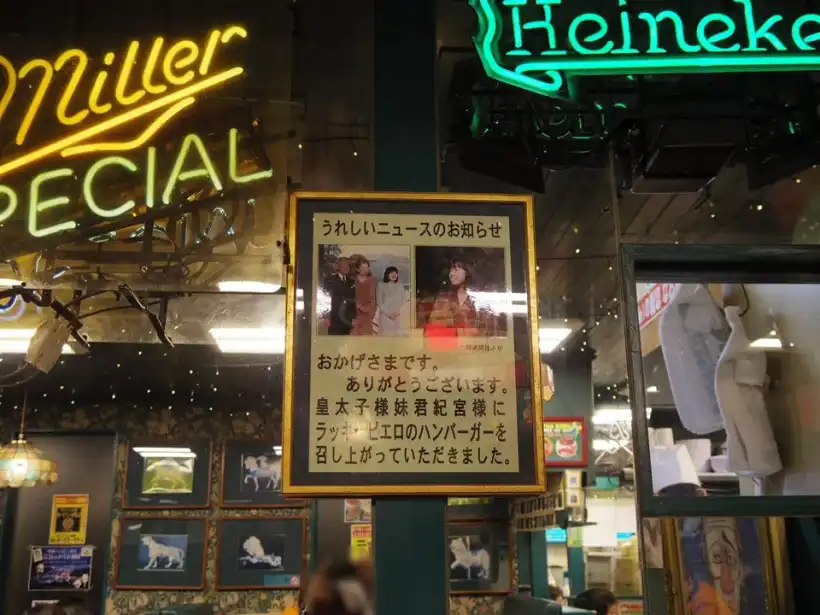 Miller
SPECIAL
Heineke
うれしいニュースのお知らせ
おかげさまです。
ありがとうございます。
皇太子様妹君紀宮様に
ラッキーピエロのハンバーガーを
召し上がっていただきました。